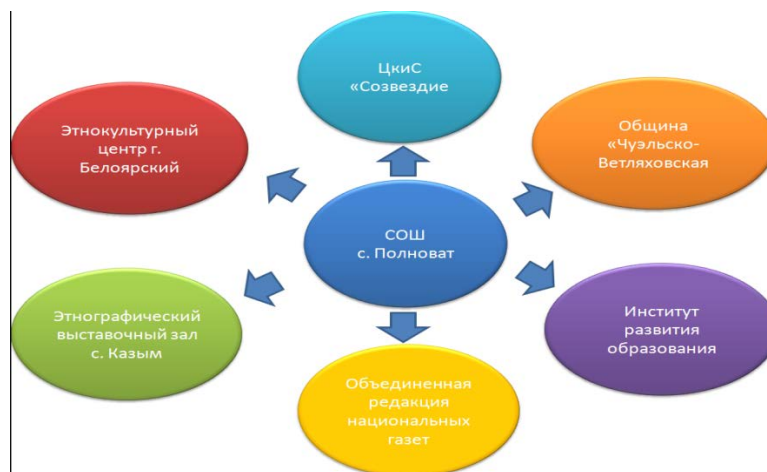 ЦкиС
«Созвездие
Этнокультурный
центр г.
Белоярский
Община
«Чуэльско-
Ветляховская
СОШ
с. Полноват
Этнографический
выставочный зал
с. Казым
Институт
развития
образования
Объединенная
редакция
национальных
газет